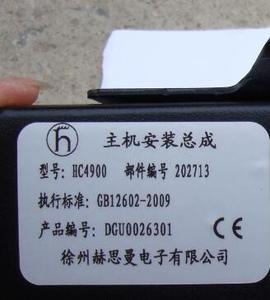 主机安装总成
型号: HC4900 部件编号 202713
执行标准: GB12602-2009
产品编号: DGU0026301 CE
徐州赫思曼电子有限公司